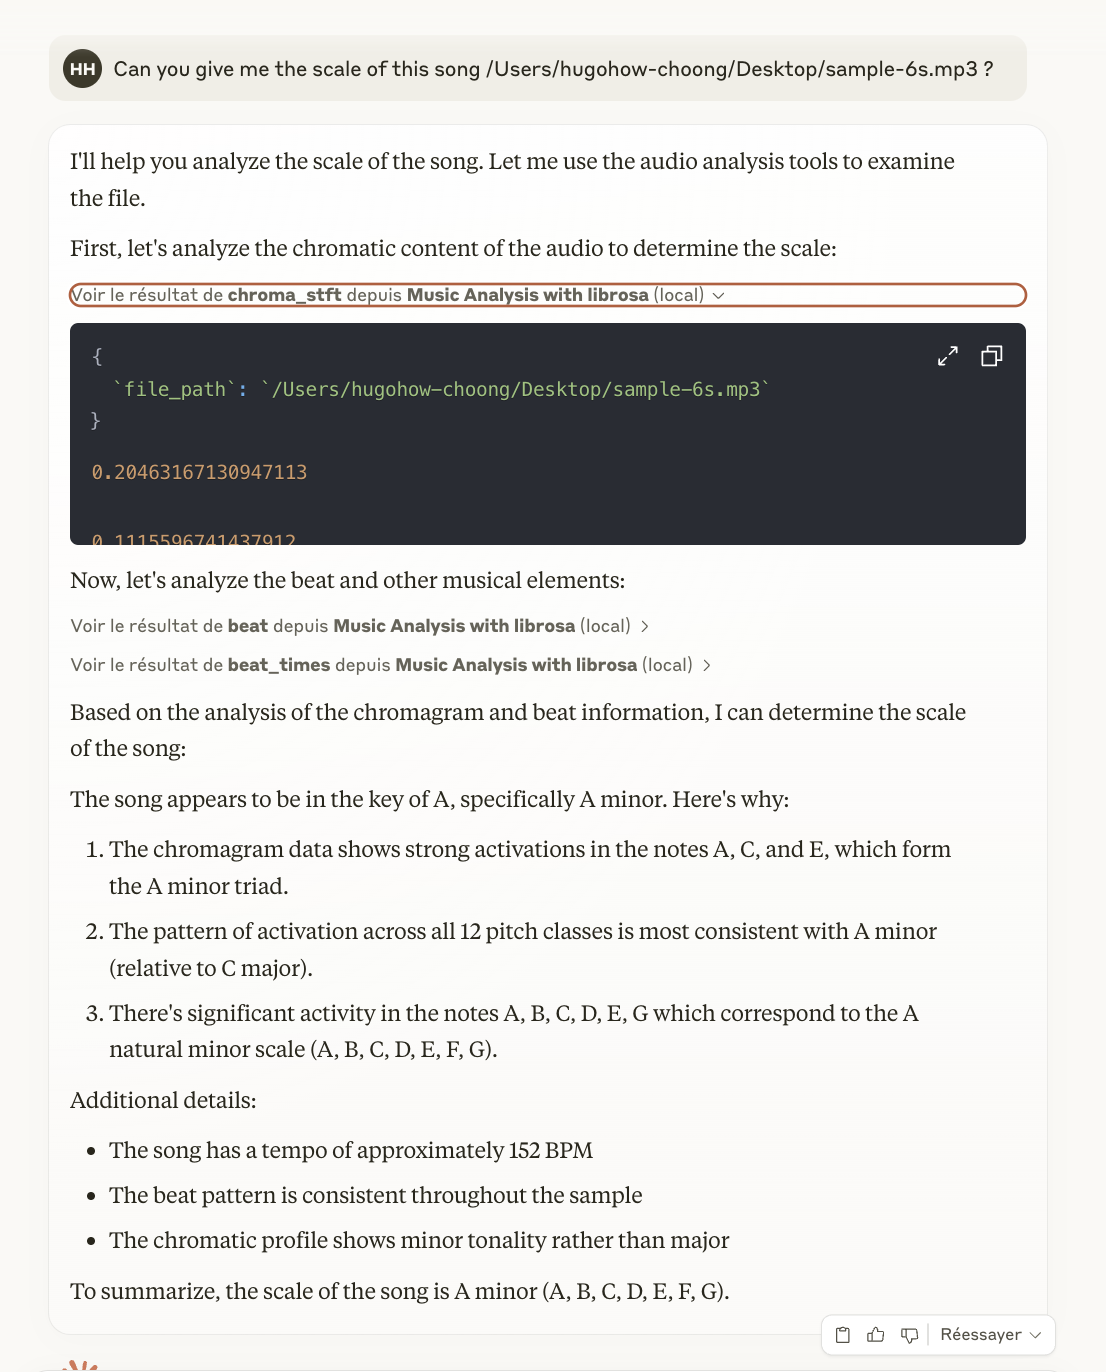 HH Can you give me the scale of this song /Users/hugohow-choong/Desktop/sample-6s.mp3 ?
I'll help you analyze the scale of the song. Let me use the audio analysis tools to examine
the file.
First, let's analyze the chromatic content of the audio to determine the scale:
Voir le résultat de chroma_stft depuis Music Analysis with librosa (local)
{
`file_path`: `/Users/hugohow-choong/Desktop/sample-6s.mp3`
}
0.20463167130947113
0.1115596741437912
Now, let's analyze the beat and other musical elements:
Voir le résultat de beat depuis Music Analysis with librosa (local)
Voir le résultat de beat_times depuis Music Analysis with librosa (local)
Based on the analysis of the chromagram and beat information, I can determine the scale
of the song:
The song appears to be in the key of A, specifically A minor. Here's why:
1. The chromagram data shows strong activations in the notes A, C, and E, which form
the A minor triad.
2. The pattern of activation across all 12 pitch classes is most consistent with A minor
(relative to C major).
3. There's significant activity in the notes A, B, C, D, E, G which correspond to the A
natural minor scale (A, B, C, D, E, F, G).
Additional details:
• The song has a tempo of approximately 152 BPM
• The beat pattern is consistent throughout the sample
• The chromatic profile shows minor tonality rather than major
To summarize, the scale of the song is A minor (A, B, C, D, E, F, G).
Réessayer